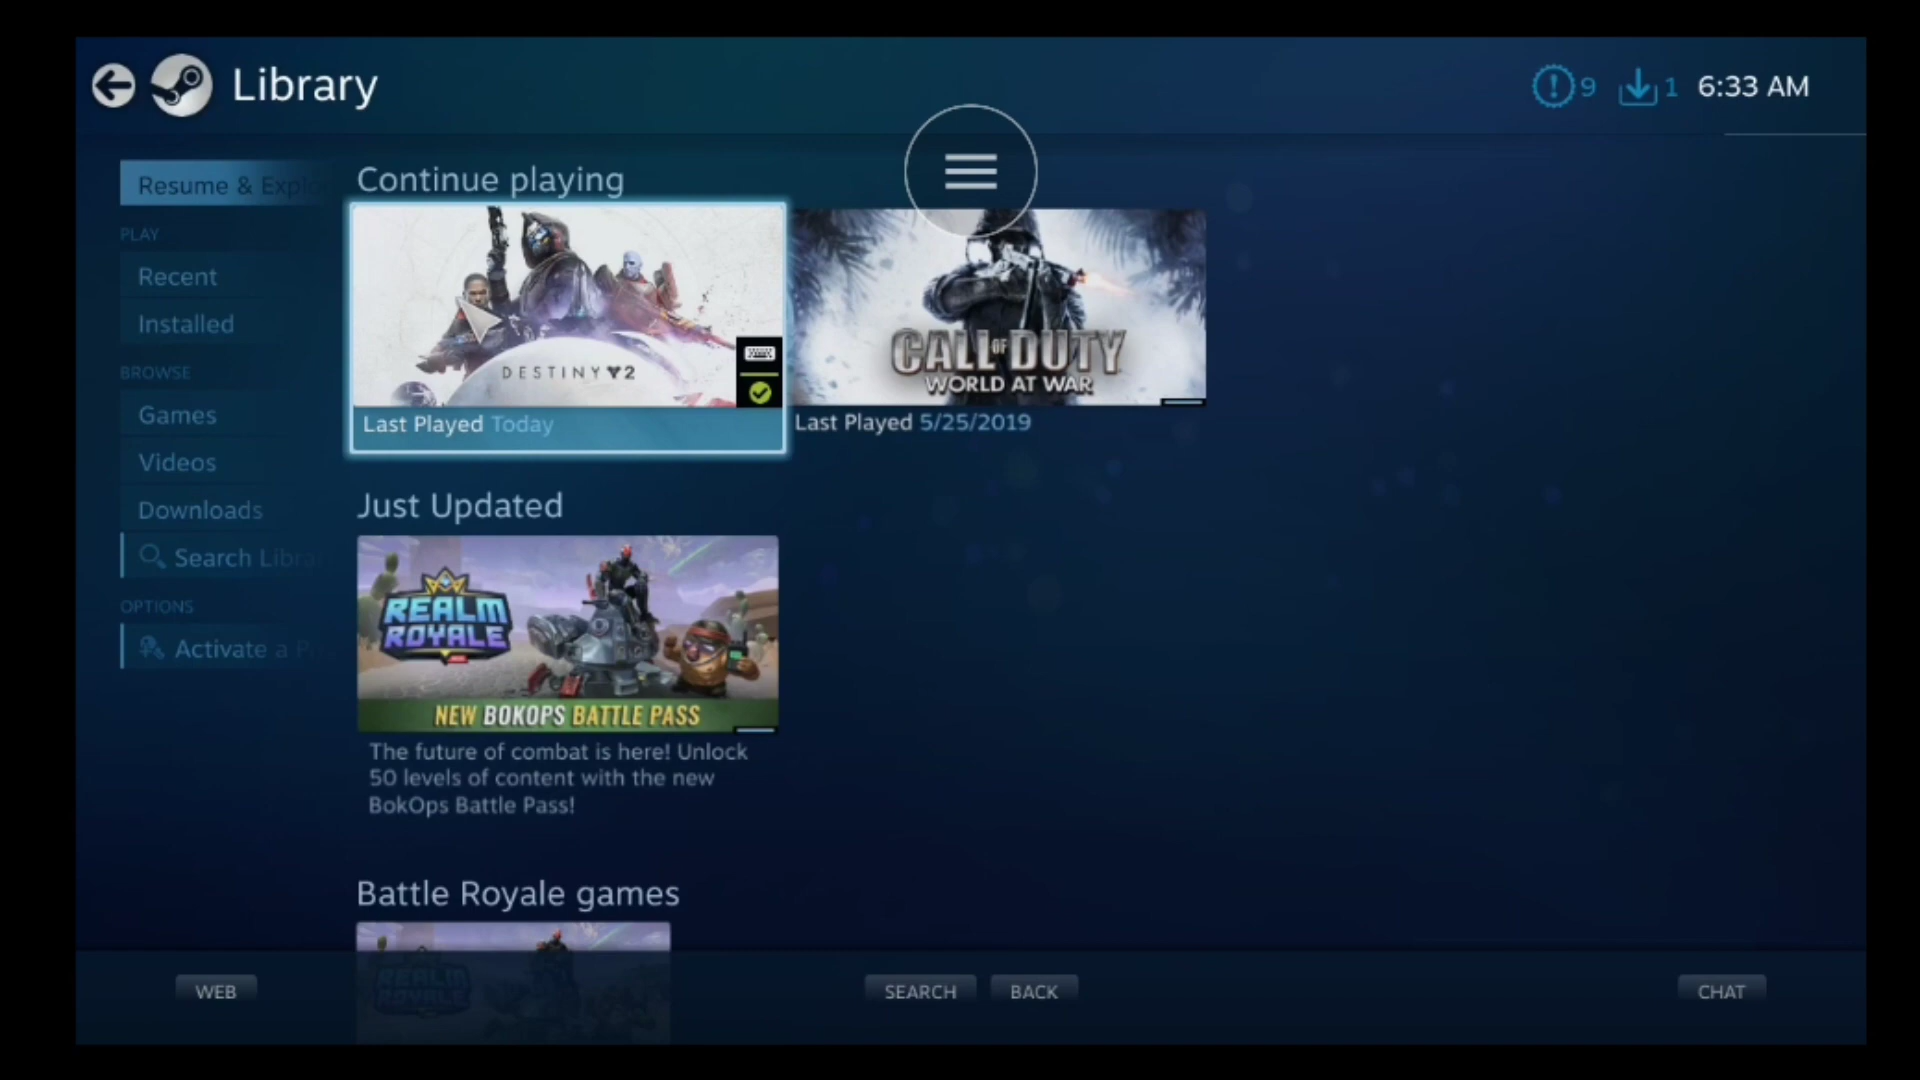 Library
9
1
6:33 AM
Resume & Explo
PLAY
Recent
Installed
BROWSE
Games
Videos
Downloads
Search Librar
OPTIONS
Activate a P
Continue playing
DESTINY 2
Last Played Today
CALL OF DUTY
WORLD AT WAR
Last Played 5/25/2019
Just Updated
REALM
ROYALE
NEW BOKOPS BATTLE PASS
The future of combat is here! Unlock
50 levels of content with the new
BokOps Battle Pass!
Battle Royale games
REALM
ROYALE
WEB
SEARCH
BACK
CHAT